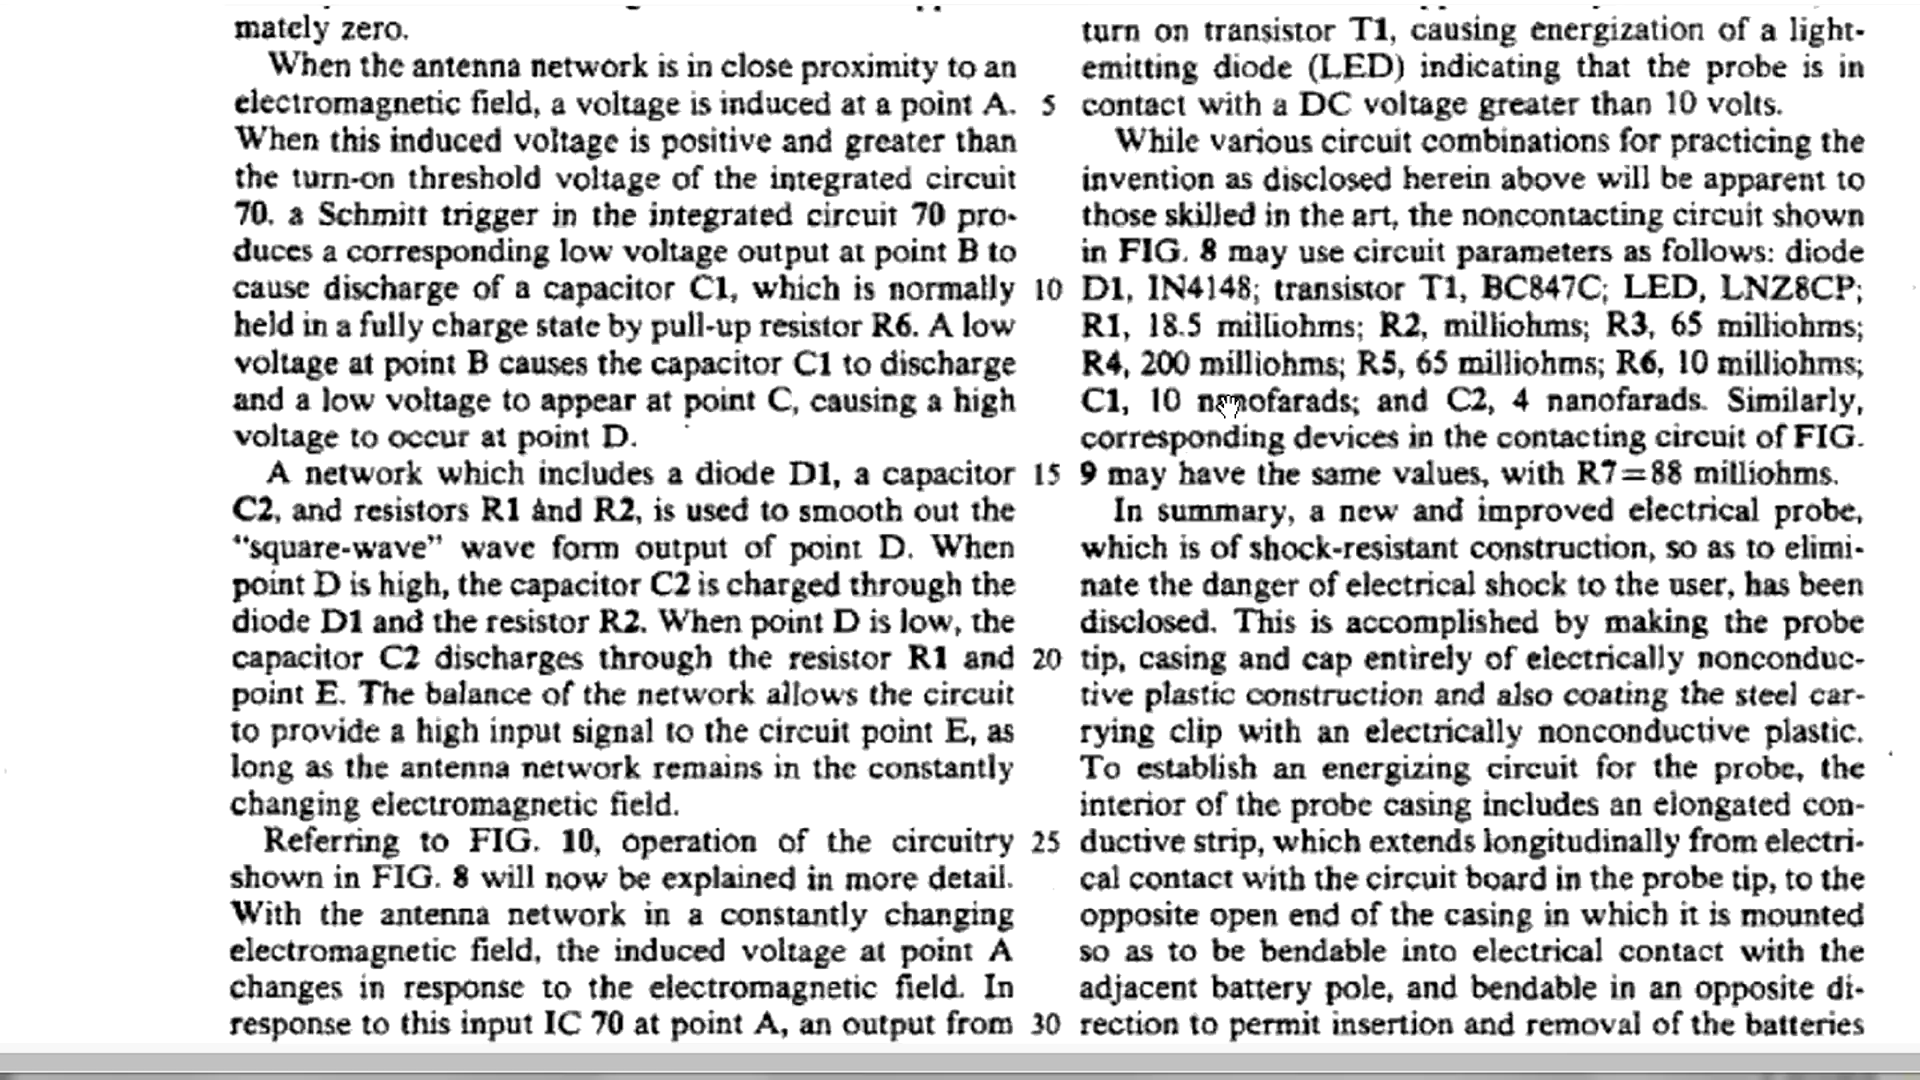 mately zero.
When the antenna network is in close proximity to an
electromagnetic field, a voltage is induced at a point A.
When this induced voltage is positive and greater than
the turn-on threshold voltage of the integrated circuit
70. a Schmitt trigger in the integrated circuit 70 pro-
duces a corresponding low voltage output at point B to
cause discharge of a capacitor C1, which is normally
held in a fully charge state by pull-up resistor R6. A low
voltage at point B causes the capacitor C1 to discharge
and a low voltage to appear at point C, causing a high
voltage to occur at point D.
A network which includes a diode D1, a capacitor
C2, and resistors R1 and R2, is used to smooth out the
“square-wave” wave form output of point D. When
point D is high, the capacitor C2 is charged through the
diode D1 and the resistor R2. When point D is low, the
capacitor C2 discharges through the resistor R1 and
point E. The balance of the network allows the circuit
to provide a high input signal to the circuit point E, as
long as the antenna network remains in the constantly
changing electromagnetic field.
Referring to FIG. 10, operation of the circuitry
shown in FIG. 8 will now be explained in more detail.
With the antenna network in a constantly changing
electromagnetic field, the induced voltage at point A
changes in response to the electromagnetic field. In
response to this input IC 70 at point A, an output from
5
10
15
20
25
30
turn on transistor T1, causing energization of a light-
emitting diode (LED) indicating that the probe is in
contact with a DC voltage greater than 10 volts.
While various circuit combinations for practicing the
invention as disclosed herein above will be apparent to
those skilled in the art, the noncontacting circuit shown
in FIG. 8 may use circuit parameters as follows: diode
D1, IN4148; transistor T1, BC847C; LED, LNZ8CP;
R1, 18.5 milliohms; R2, milliohms; R3, 65 milliohms;
R4, 200 milliohms; R5, 65 milliohms; R6, 10 milliohms;
C1, 10 nanofarads; and C2, 4 nanofarads. Similarly,
corresponding devices in the contacting circuit of FIG.
9 may have the same values, with R7=88 milliohms.
In summary, a new and improved electrical probe,
which is of shock-resistant construction, so as to elimi-
nate the danger of electrical shock to the user, has been
disclosed. This is accomplished by making the probe
tip, casing and cap entirely of electrically nonconduc-
tive plastic construction and also coating the steel car-
rying clip with an electrically nonconductive plastic.
To establish an energizing circuit for the probe, the
interior of the probe casing includes an elongated con-
ductive strip, which extends longitudinally from electri-
cal contact with the circuit board in the probe tip, to the
opposite open end of the casing in which it is mounted
so as to be bendable into electrical contact with the
adjacent battery pole, and bendable in an opposite di-
rection to permit insertion and removal of the batteries